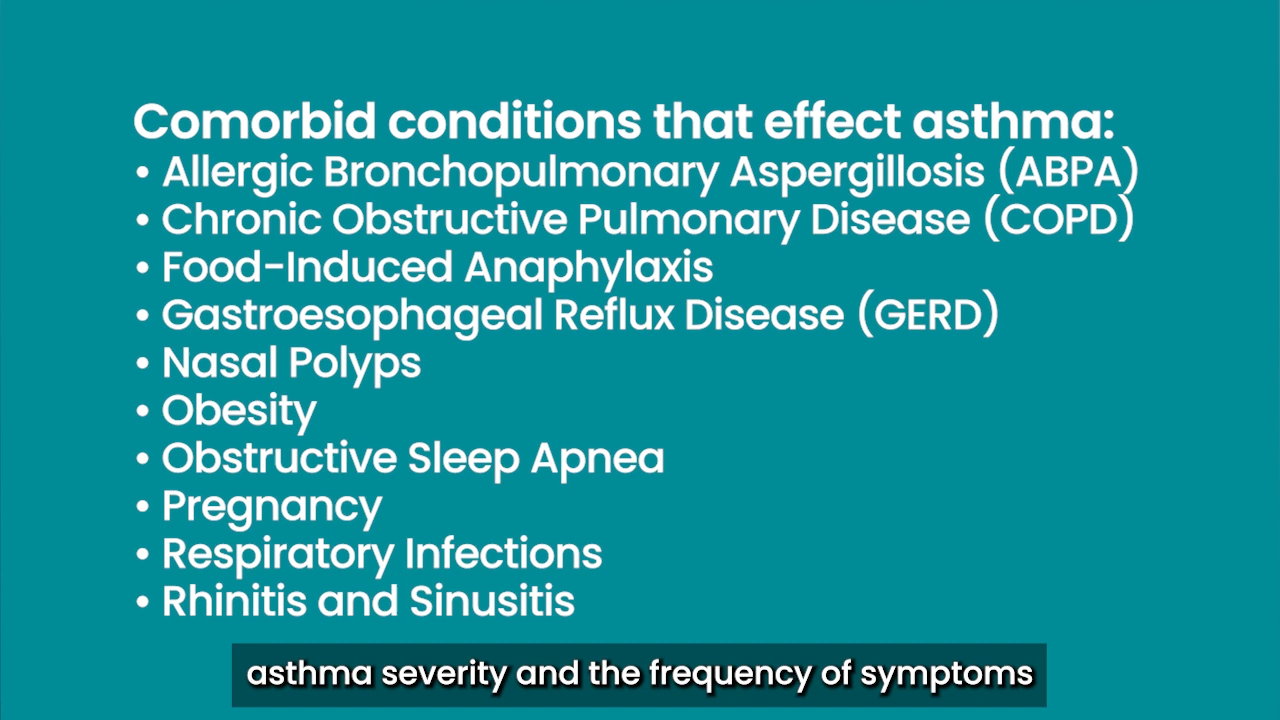 Comorbid conditions that effect asthma:
• Allergic Bronchopulmonary Aspergillosis (ABPA)
• Chronic Obstructive Pulmonary Disease (COPD)
• Food-Induced Anaphylaxis
• Gastroesophageal Reflux Disease (GERD)
• Nasal Polyps
• Obesity
• Obstructive Sleep Apnea
• Pregnancy
• Respiratory Infections
• Rhinitis and Sinusitis
asthma severity and the frequency of symptoms